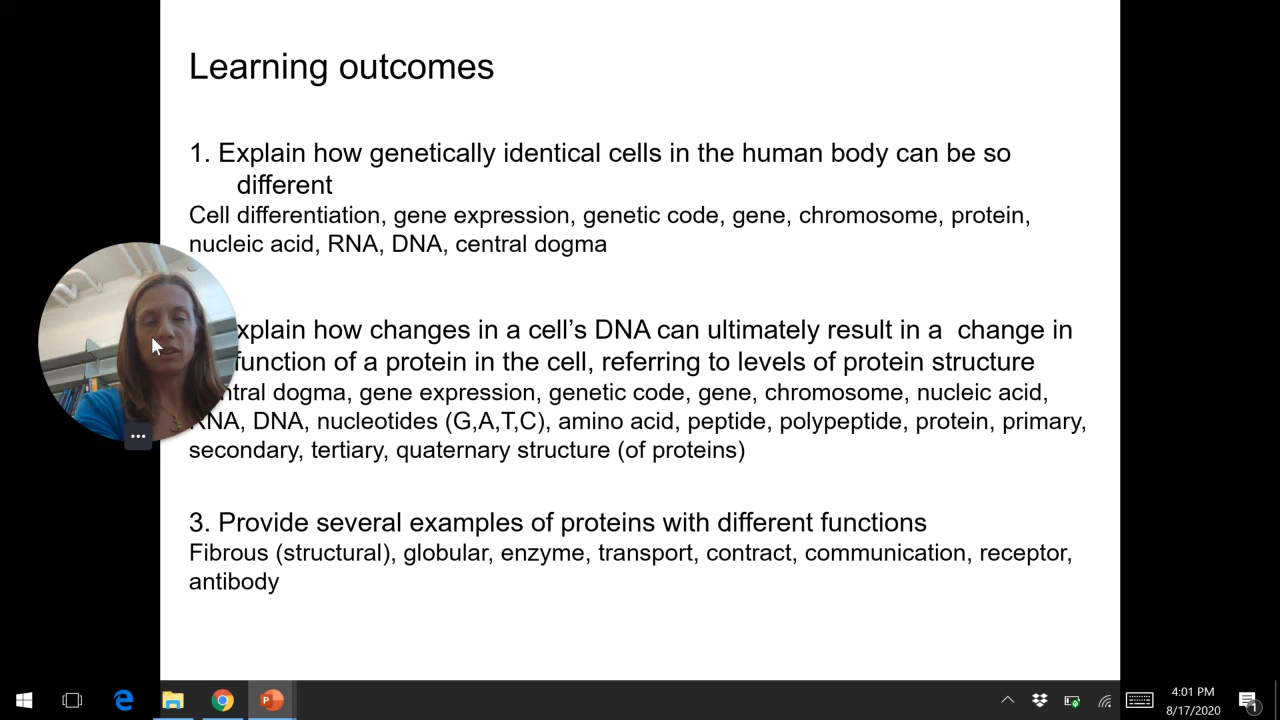 Learning outcomes
1. Explain how genetically identical cells in the human body can be so
different
Cell differentiation, gene expression, genetic code, gene, chromosome, protein,
nucleic acid, RNA, DNA, central dogma
xplain how changes in a cell's DNA can ultimately result in a change in
function of a protein in the cell, referring to levels of protein structure
ntral dogma, gene expression, genetic code, gene, chromosome, nucleic acid,
RNA, DNA, nucleotides (G,A,T,C), amino acid, peptide, polypeptide, protein, primary,
secondary, tertiary, quaternary structure (of proteins)
3. Provide several examples of proteins with different functions
Fibrous (structural), globular, enzyme, transport, contract, communication, receptor,
antibody
4:01 PM
8/17/2020
1